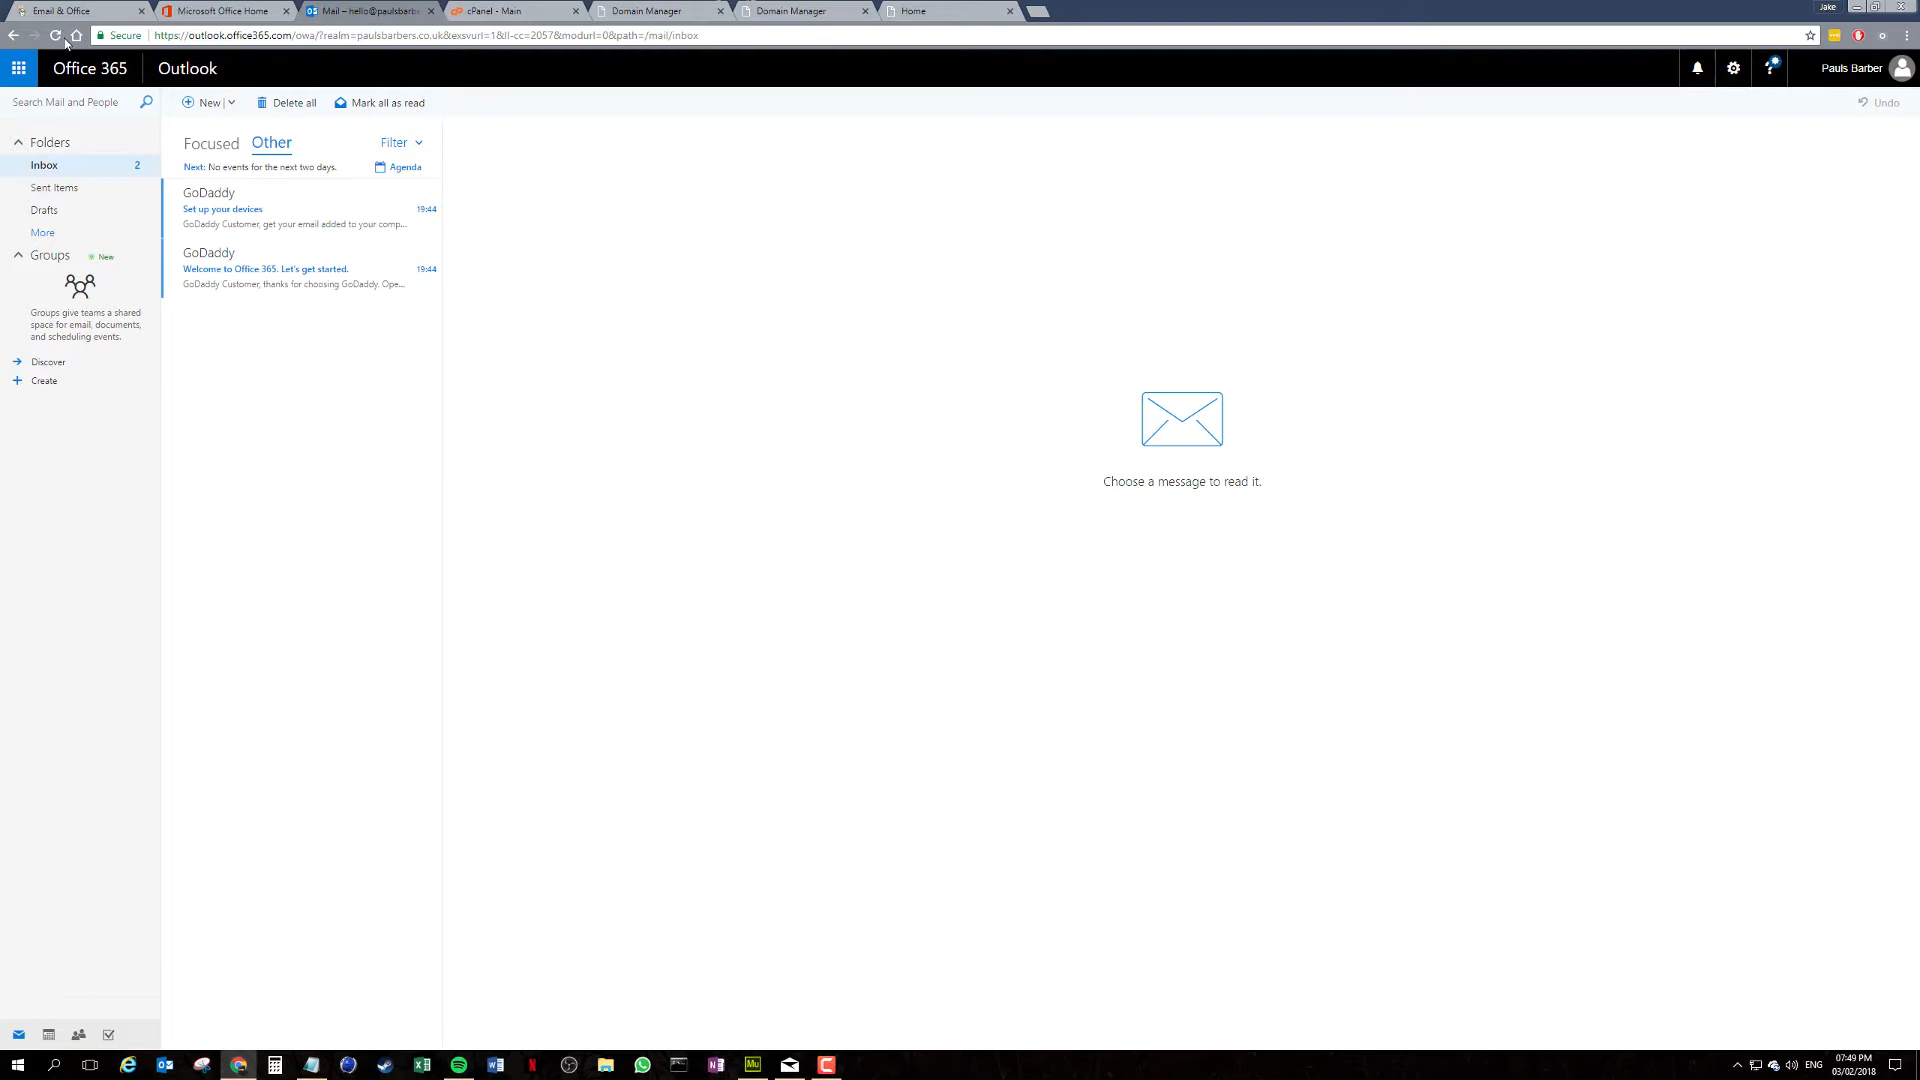 Email & Office
Microsoft Office Home
Mail – hello@paulsbarbe
cPanel - Main
Domain Manager
Domain Manager
Home
Jake
Secure
https://outlook.office365.com/owa/?realm=paulsbarbers.co.uk&exsvurl=1&ll-cc=2057&modurl=0&path=/mail/inbox
Office 365
Outlook
Pauls Barber
Search Mail and People
New
Delete all
Mark all as read
Undo
Folders
Inbox 2
Sent Items
Drafts
More
Groups New
Groups give teams a shared
space for email, documents,
and scheduling events.
Discover
Create
Focused Other Filter
Next: No events for the next two days. Agenda
GoDaddy
Set up your devices 19:44
GoDaddy Customer, get your email added to your comp...
GoDaddy
Welcome to Office 365. Let's get started. 19:44
GoDaddy Customer, thanks for choosing GoDaddy. Ope...
Choose a message to read it.
Mu
ENG
07:49 PM
03/02/2018